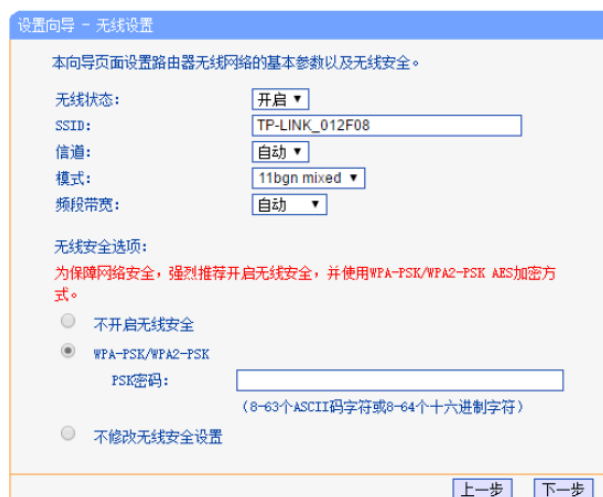 设置向导 - 无线设置
本向导页面设置路由器无线网络的基本参数以及无线安全。
无线状态： 开启
SSID： TP-LINK_012F08
信道： 自动
模式： 11bgn mixed
频段带宽： 自动
无线安全选项：
为保障网络安全，强烈推荐开启无线安全，并使用WPA-PSK/WPA2-PSK AES加密方
式。
不开启无线安全
WPA-PSK/WPA2-PSK
PSK密码：
（8-63个ASCII码字符或8-64个十六进制字符）
不修改无线安全设置
上一步 下一步